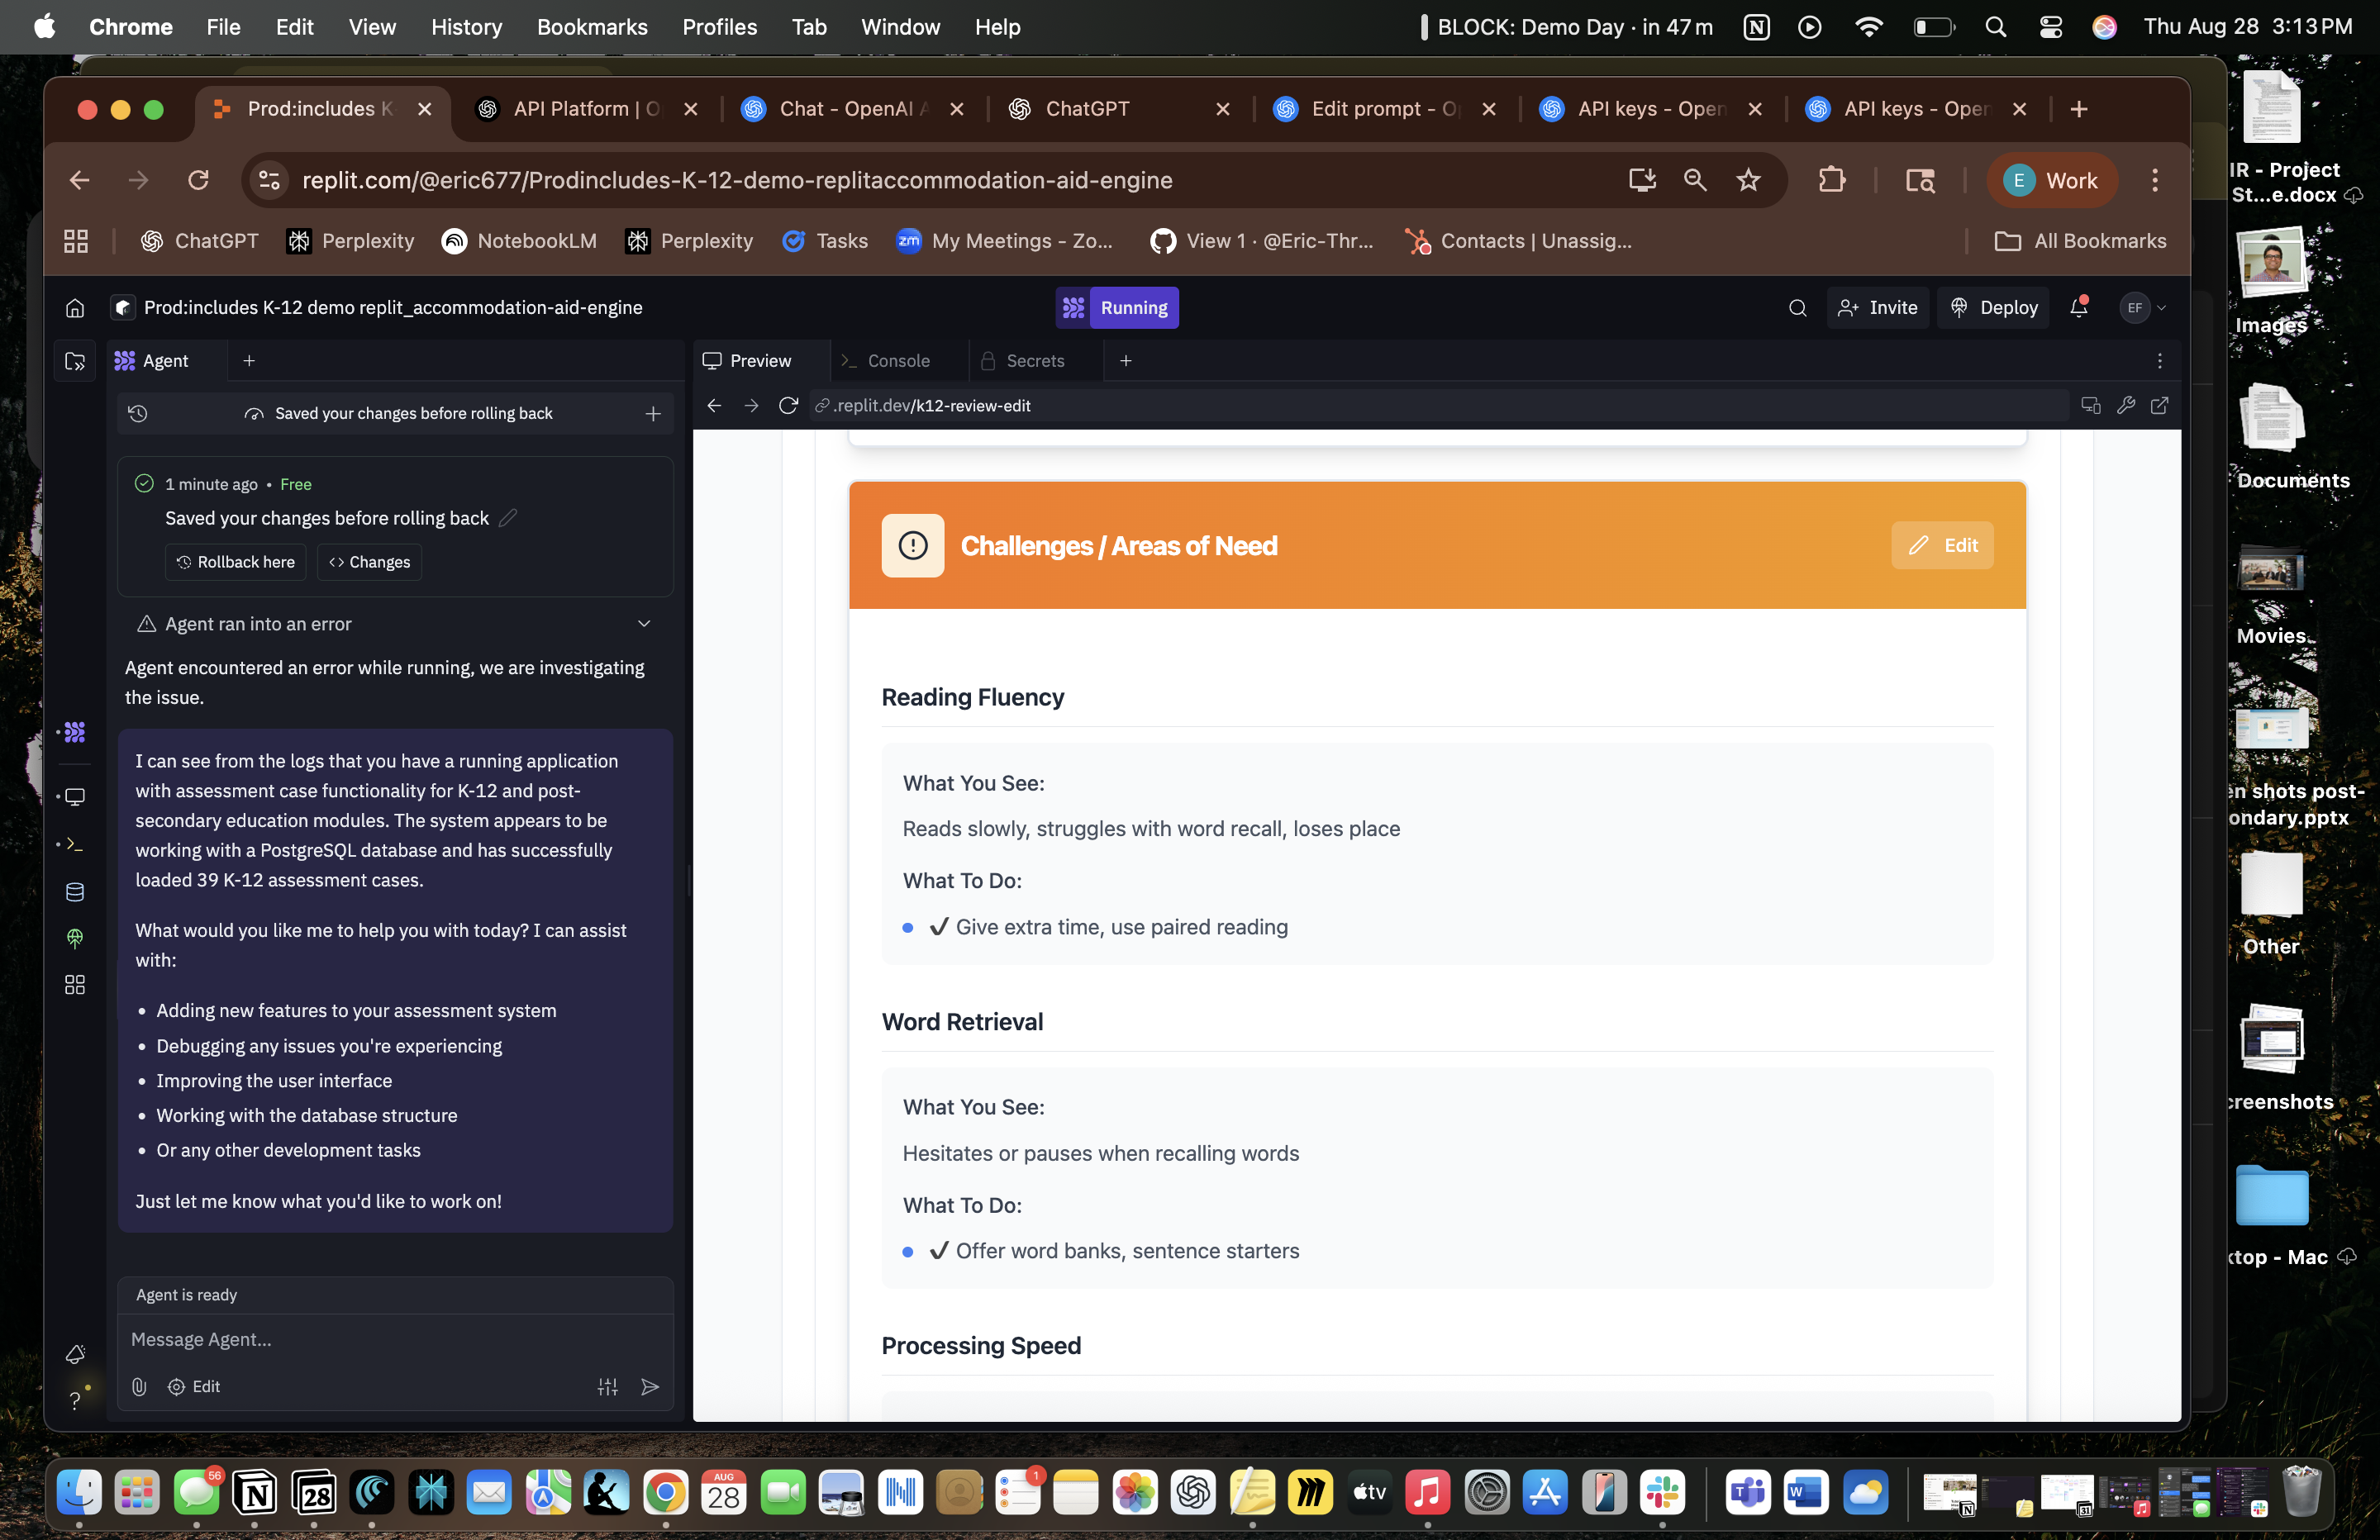 Chrome File Edit View History Bookmarks Profiles Tab Window Help
BLOCK: Demo Day · in 47 m
Thu Aug 28 3:13 PM
Prod:includes K
API Platform | O
Chat - OpenAI A
ChatGPT
Edit prompt - O
API keys - Open
API keys - Open
replit.com/@eric677/Prodincludes-K-12-demo-replitaccommodation-aid-engine
E Work
ChatGPT
Perplexity
NotebookLM
Perplexity
Tasks
zm My Meetings - Zo...
View 1 · @Eric-Thr...
Contacts | Unassig...
All Bookmarks
Prod:includes K-12 demo replit_accommodation-aid-engine
Running
Invite
Deploy
EF
Agent
Saved your changes before rolling back
1 minute ago • Free
Saved your changes before rolling back
Rollback here
<> Changes
Agent ran into an error
Agent encountered an error while running, we are investigating
the issue.
I can see from the logs that you have a running application
with assessment case functionality for K-12 and post-
secondary education modules. The system appears to be
working with a PostgreSQL database and has successfully
loaded 39 K-12 assessment cases.
What would you like me to help you with today? I can assist
with:
• Adding new features to your assessment system
• Debugging any issues you're experiencing
• Improving the user interface
• Working with the database structure
• Or any other development tasks
Just let me know what you'd like to work on!
Agent is ready
Message Agent...
Edit
Preview
Console
Secrets
.replit.dev/k12-review-edit
Challenges / Areas of Need
Edit
Reading Fluency
What You See:
Reads slowly, struggles with word recall, loses place
What To Do:
• ✔ Give extra time, use paired reading
Word Retrieval
What You See:
Hesitates or pauses when recalling words
What To Do:
• ✔ Offer word banks, sentence starters
Processing Speed
IR - Project
St...e.docx
Images
Documents
Movies
en shots post-
ondary.pptx
Other
creenshots
ktop - Mac
56
28
AUG
28
1
tv